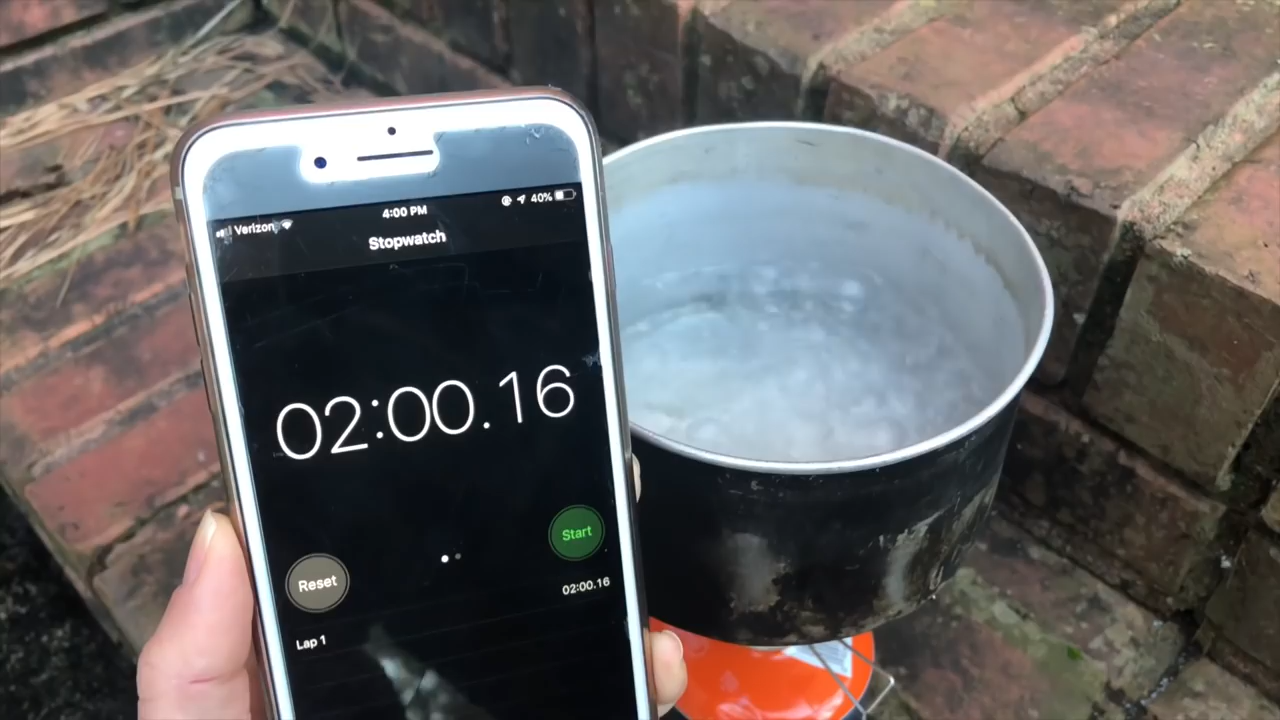 4:00 PM
40%
Verizon
Stopwatch
02:00.16
Start
Reset
02:00.16
Lap 1